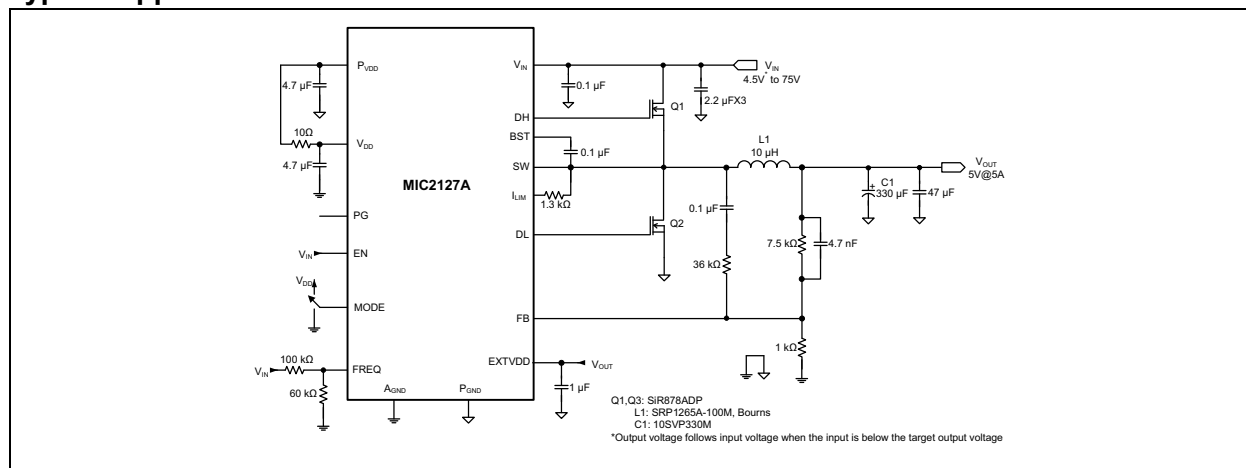 MIC2127A
P_VDD
4.7 µF
10Ω
V_DD
4.7 µF
PG
V_IN
EN
V_DD
MODE
100 kΩ
V_IN
FREQ
60 kΩ
A_GND
P_GND
V_IN
DH
BST
SW
I_LIM
DL
FB
EXTVDD
0.1 µF
2.2 µFX3
V_IN
4.5V* to 75V
Q1
0.1 µF
1.3 kΩ
Q2
L1
10 µH
0.1 µF
36 kΩ
7.5 kΩ
4.7 nF
1 kΩ
C1
+
330 µF
47 µF
V_OUT
5V@5A
V_OUT
1 µF
Q1,Q3: SiR878ADP
L1: SRP1265A-100M, Bourns
C1: 10SVP330M
*Output voltage follows input voltage when the input is below the target output voltage